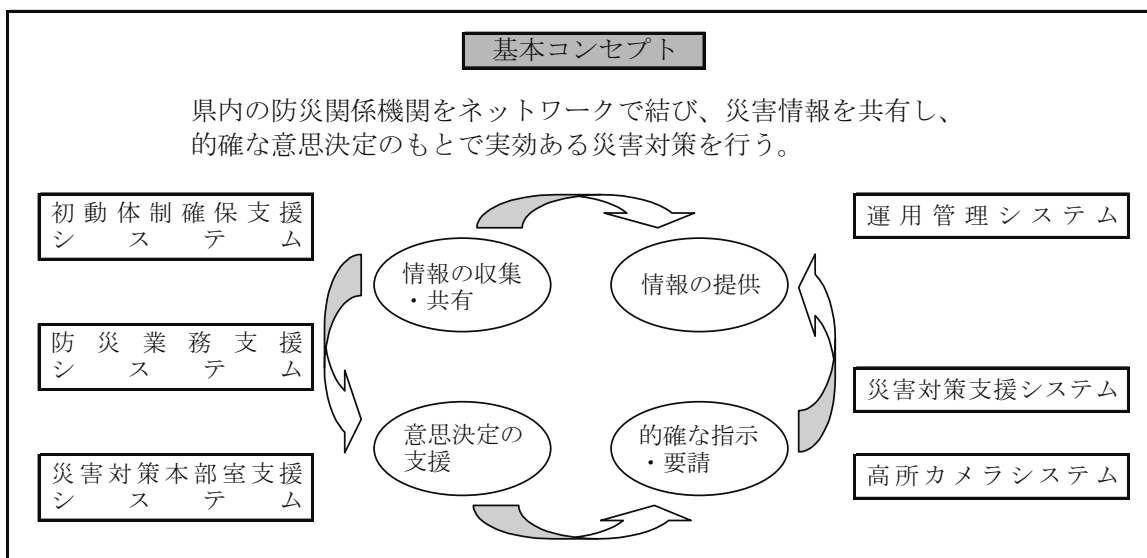 基本コンセプト
県内の防災関係機関をネットワークで結び、災害情報を共有し、
的確な意思決定のもとで実効ある災害対策を行う。
初動体制確保支援
システム
防災業務支援
システム
災害対策本部室支援
システム
情報の収集
・共有
情報の提供
意思決定の
支援
的確な指示
・要請
運用管理システム
災害対策支援システム
高所カメラシステム